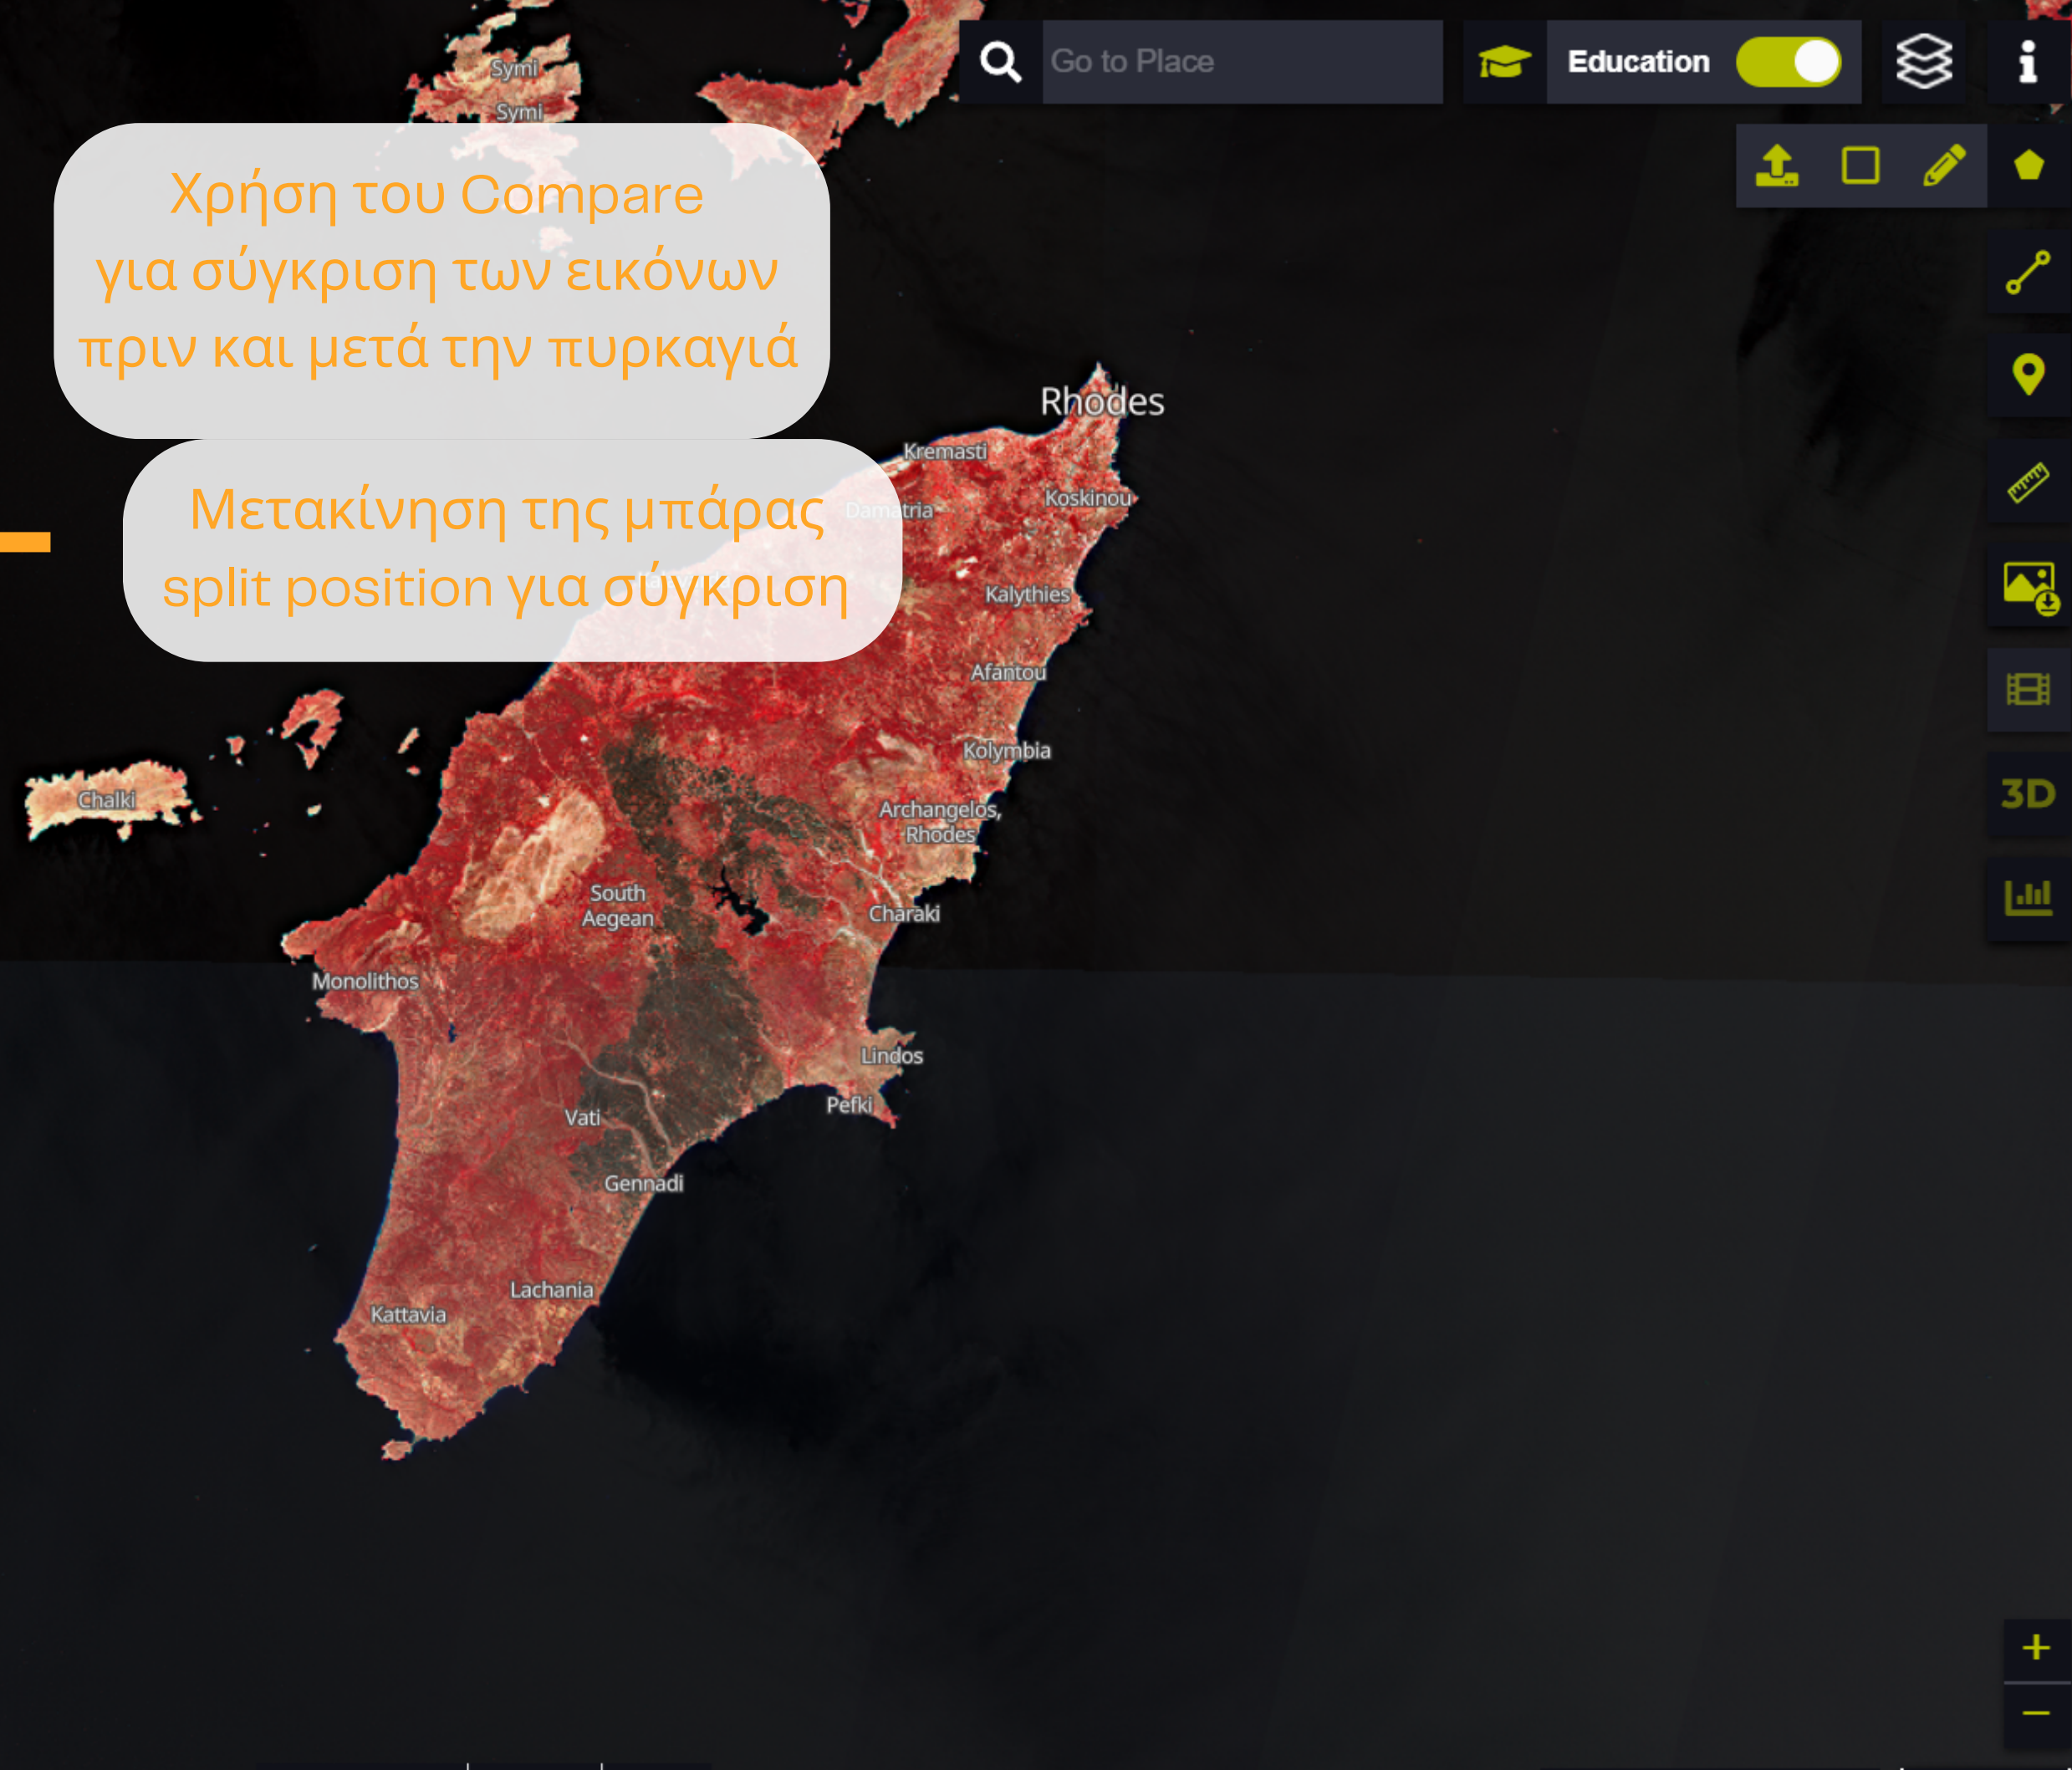 Symi
Symi
Go to Place
Education
Χρήση του Compare
για σύγκριση των εικόνων
πριν και μετά την πυρκαγιά
Rhodes
Kremasti
Koskinou
Damatria
Μετακίνηση της μπάρας
split position για σύγκριση
Kalythies
Afantou
Kolymbia
3D
Chalki
Archangelos,
Rhodes
South
Aegean
Charaki
Monolithos
Lindos
Pefki
Vati
Gennadi
Lachania
Kattavia